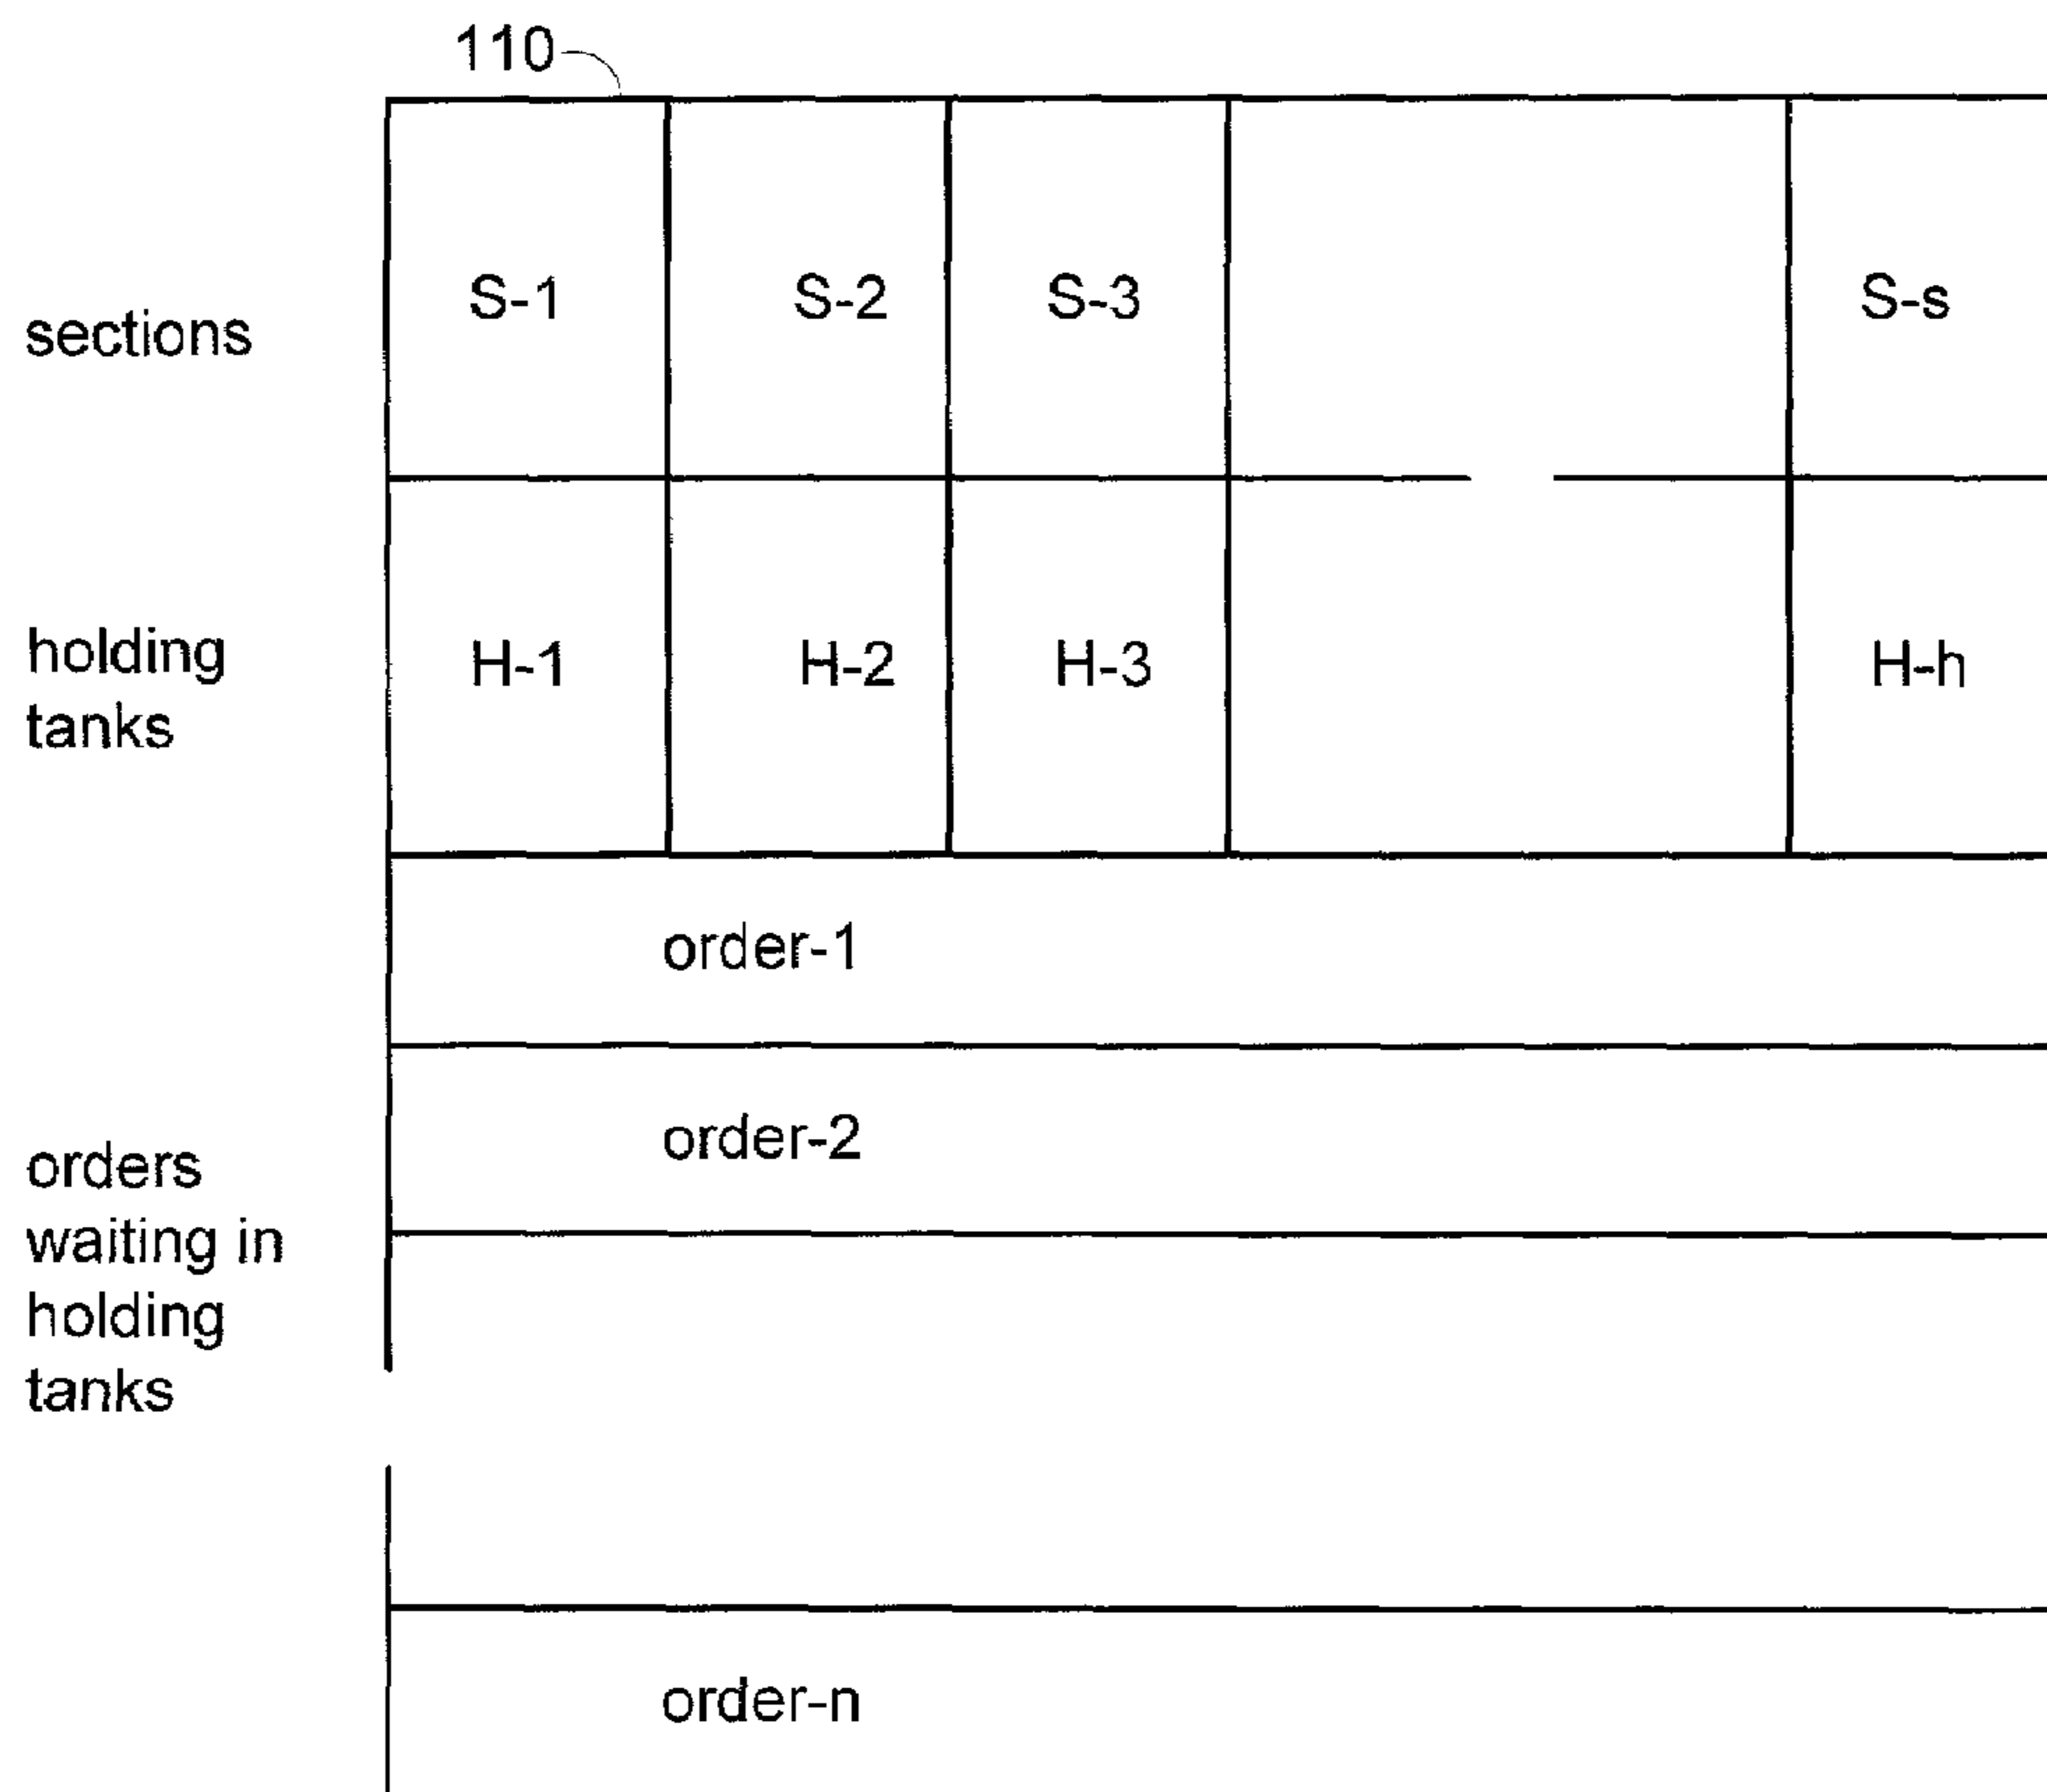 110
sections
S-1
S-2
S-3
S-s
holding
tanks
H-1
H-2
H-3
H-h
order-1
order-2
orders
waiting in
holding
tanks
order-n